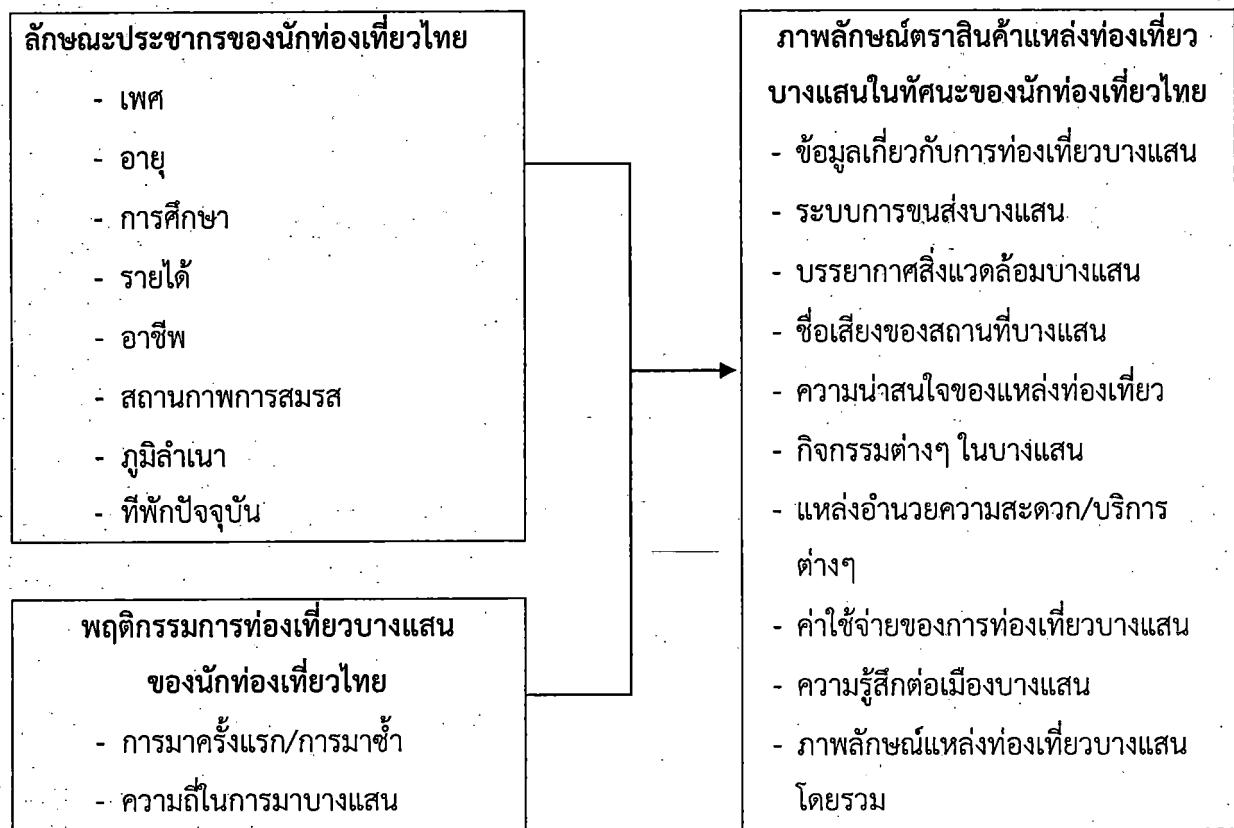 ลักษณะประชากรของนักท่องเที่ยวไทย
- เพศ
- อายุ
- การศึกษา
- รายได้
- อาชีพ
- สถานภาพการสมรส
- ภูมิลำเนา
- ที่พักปัจจุบัน
พฤติกรรมการท่องเที่ยวบางแสน
ของนักท่องเที่ยวไทย
- การมาครั้งแรก/การมาซ้ำ
- ความถี่ในการมาบางแสน
ภาพลักษณ์ตราสินค้าแหล่งท่องเที่ยว
บางแสนในทัศนะของนักท่องเที่ยวไทย
- ข้อมูลเกี่ยวกับการท่องเที่ยวบางแสน
- ระบบการขนส่งบางแสน
- บรรยากาศสิ่งแวดล้อมบางแสน
- ชื่อเสียงของสถานที่บางแสน
- ความน่าสนใจของแหล่งท่องเที่ยว
- กิจกรรมต่างๆ ในบางแสน
- แหล่งอำนวยความสะดวก/บริการ
ต่างๆ
- ค่าใช้จ่ายของการท่องเที่ยวบางแสน
- ความรู้สึกต่อเมืองบางแสน
- ภาพลักษณ์แหล่งท่องเที่ยวบางแสน
โดยรวม